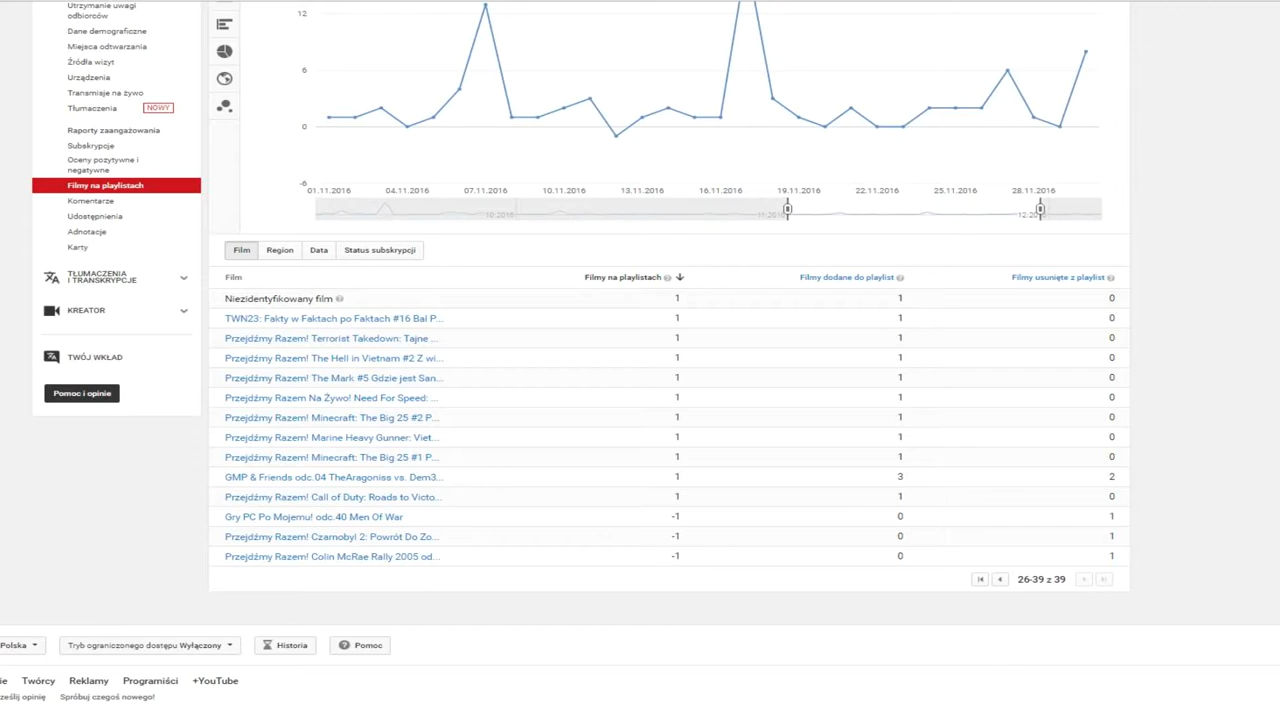 Utrzymanie uwagi
odbiorców
Dane demograficzne
Miejsca odtwarzania
Źródła wizyt
Urządzenia
Transmisje na żywo
Tłumaczenia NOWY
Raporty zaangażowania
Subskrypcje
Oceny pozytywne i
negatywne
Filmy na playlistach
Komentarze
Udostępnienia
Adnotacje
Karty
TŁUMACZENIA
I TRANSKRYPCJE
KREATOR
TWÓJ WKŁAD
Pomoc i opinie
12
6
0
-6
01.11.2016 04.11.2016 07.11.2016 10.11.2016 13.11.2016 16.11.2016 19.11.2016 22.11.2016 25.11.2016 28.11.2016
10.2016
Film Region Data Status subskrypcji
Film Filmy na playlistach Filmy dodane do playlist Filmy usunięte z playlist
Niezidentyfikowany film 1 1 0
TWN23: Fakty w Faktach po Faktach #16 Bal P... 1 1 0
Przejdźmy Razem! Terrorist Takedown: Tajne ... 1 1 0
Przejdźmy Razem! The Hell in Vietnam #2 Z wi... 1 1 0
Przejdźmy Razem! The Mark #5 Gdzie jest San... 1 1 0
Przejdźmy Razem Na Żywo! Need For Speed: ... 1 1 0
Przejdźmy Razem! Minecraft: The Big 25 #2 P... 1 1 0
Przejdźmy Razem! Marine Heavy Gunner: Viet... 1 1 0
Przejdźmy Razem! Minecraft: The Big 25 #1 P... 1 1 0
GMP & Friends odc.04 TheAragoniss vs. Dem3... 1 3 2
Przejdźmy Razem! Call of Duty: Roads to Victo... 1 1 0
Gry PC Po Mojemu! odc.40 Men Of War -1 0 1
Przejdźmy Razem! Czarnobyl 2: Powrót Do Zo... -1 0 1
Przejdźmy Razem! Colin McRae Rally 2005 od... -1 0 1
26-39 z 39
Polska Tryb ograniczonego dostępu Wyłączony Historia Pomoc
ie Twórcy Reklamy Programiści +YouTube
ześlij opinię Spróbuj czegoś nowego!